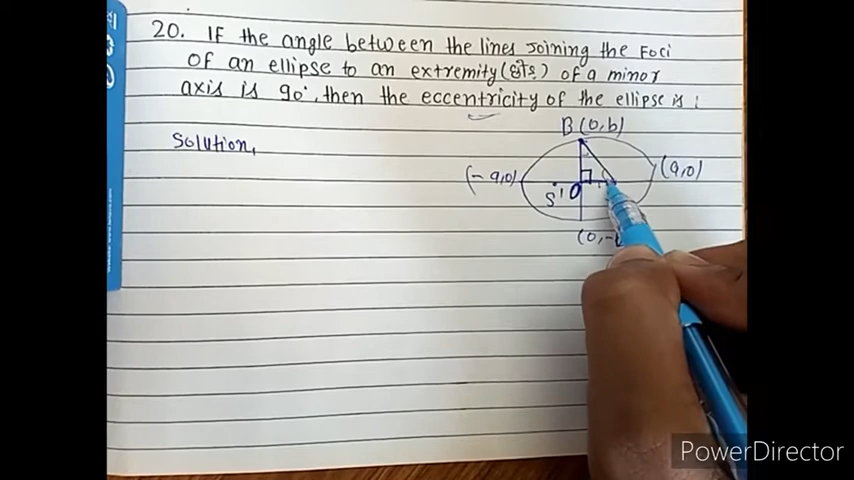 20. If the angle between the lines Joining the Foci
of an ellipse to an extremity (छोर) of a minor
axis is 90°, then the eccentricity of the ellipse is :
Solution,
B (0,b)
(-a,0)
(a,0)
S' O
(0,-
PowerDirector